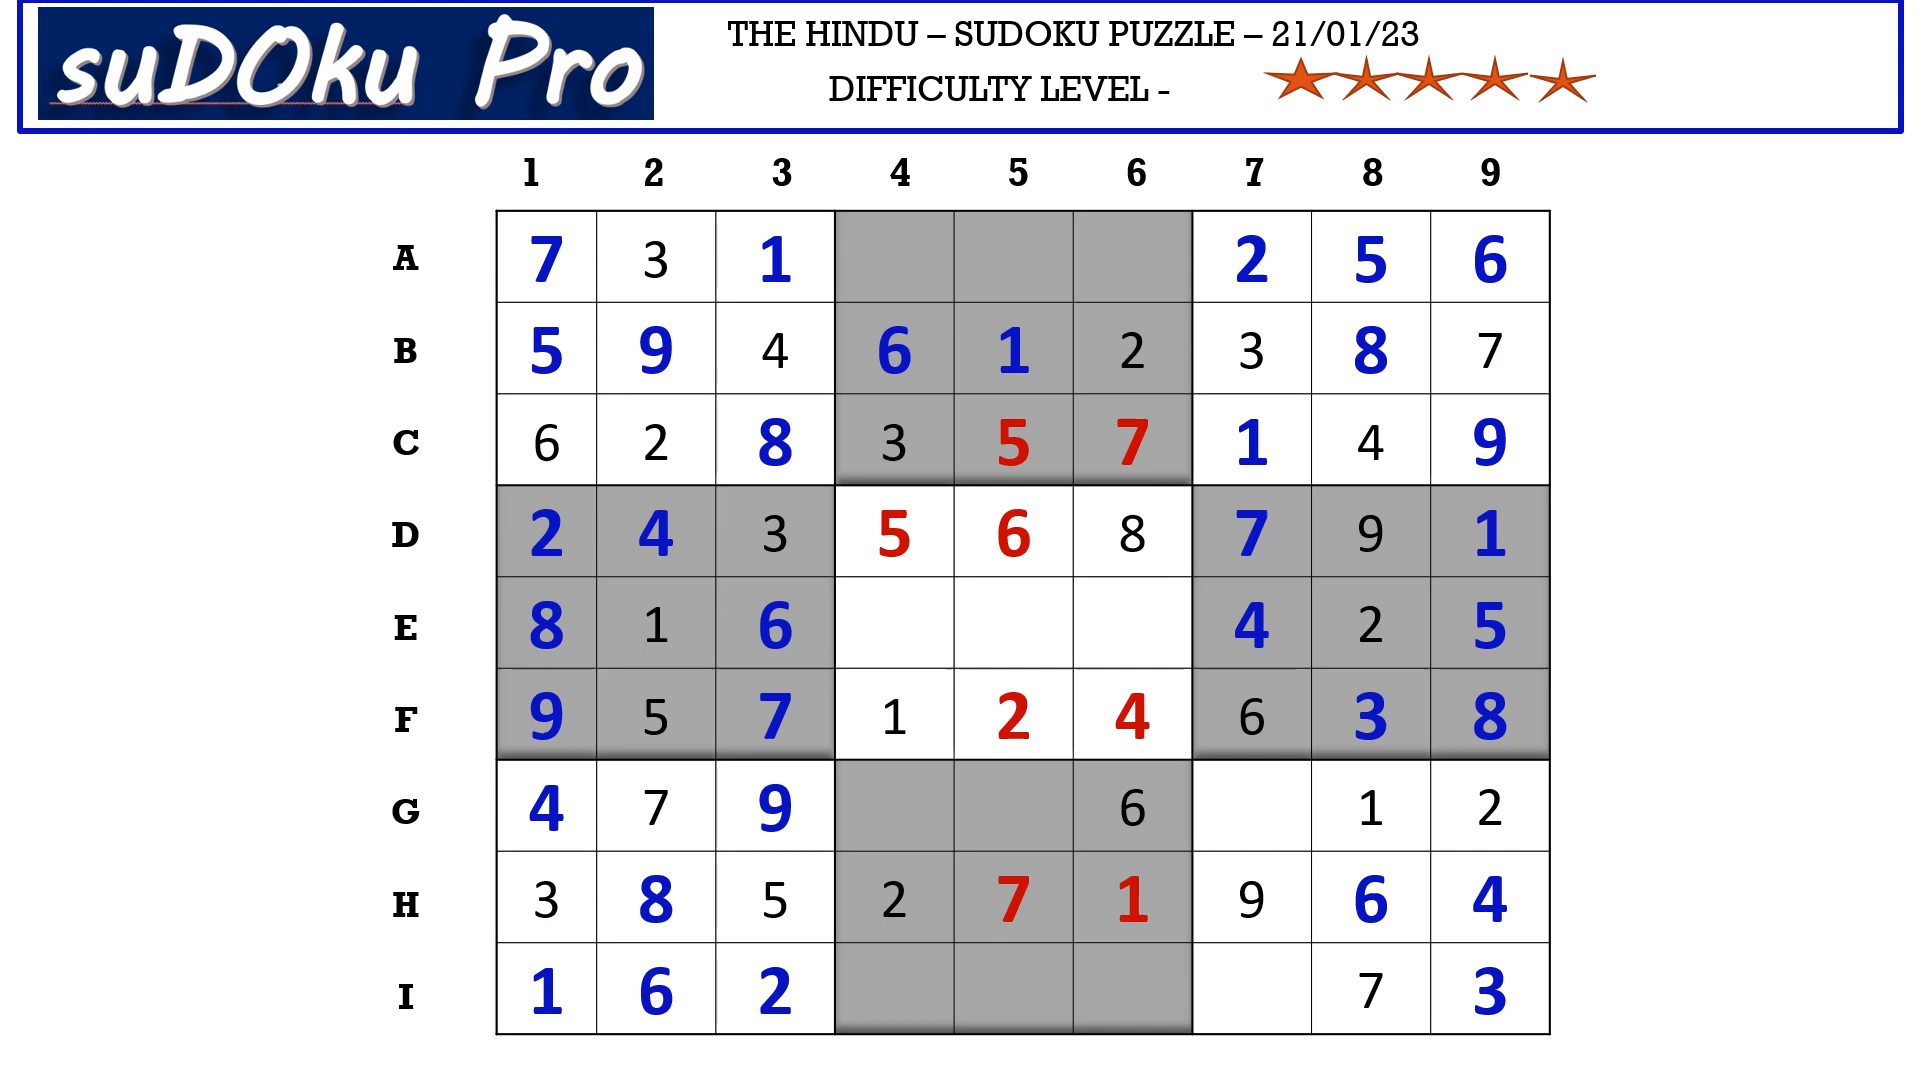 suDOku Pro
THE HINDU – SUDOKU PUZZLE – 21/01/23
DIFFICULTY LEVEL -
1 2 3 4 5 6 7 8 9
A 7 3 1 2 5 6
B 5 9 4 6 1 2 3 8 7
C 6 2 8 3 5 7 1 4 9
D 2 4 3 5 6 8 7 9 1
E 8 1 6 4 2 5
F 9 5 7 1 2 4 6 3 8
G 4 7 9 6 1 2
H 3 8 5 2 7 1 9 6 4
I 1 6 2 7 3